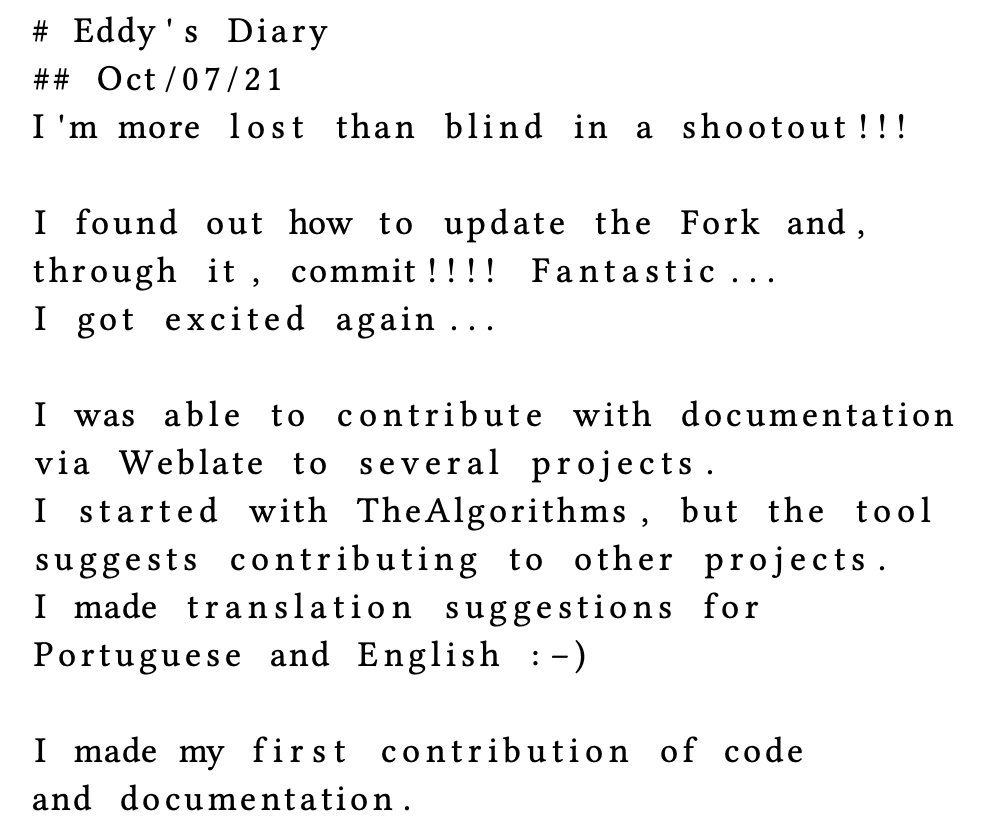 # Eddy's Diary
## Oct/07/21
I'm more lost than blind in a shootout!!!

I found out how to update the Fork and,
through it, commit!!!! Fantastic...
I got excited again...

I was able to contribute with documentation
via Weblate to several projects.
I started with TheAlgorithms, but the tool
suggests contributing to other projects.
I made translation suggestions for
Portuguese and English :-)

I made my first contribution of code
and documentation.